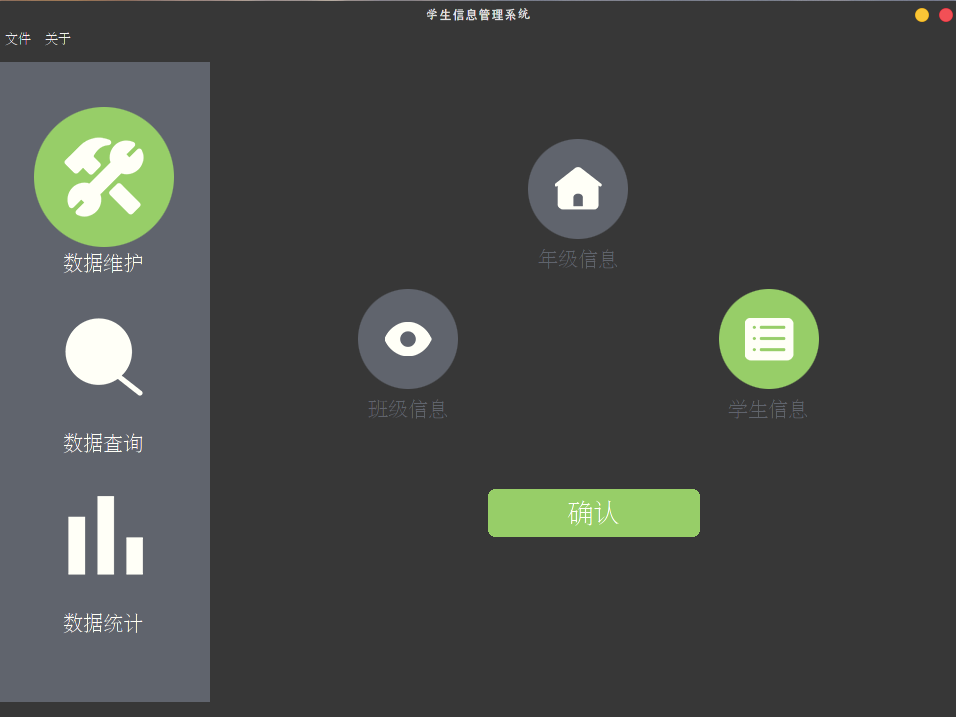 学生信息管理系统
文件 关于
数据维护
数据查询
数据统计
年级信息
班级信息
学生信息
确认